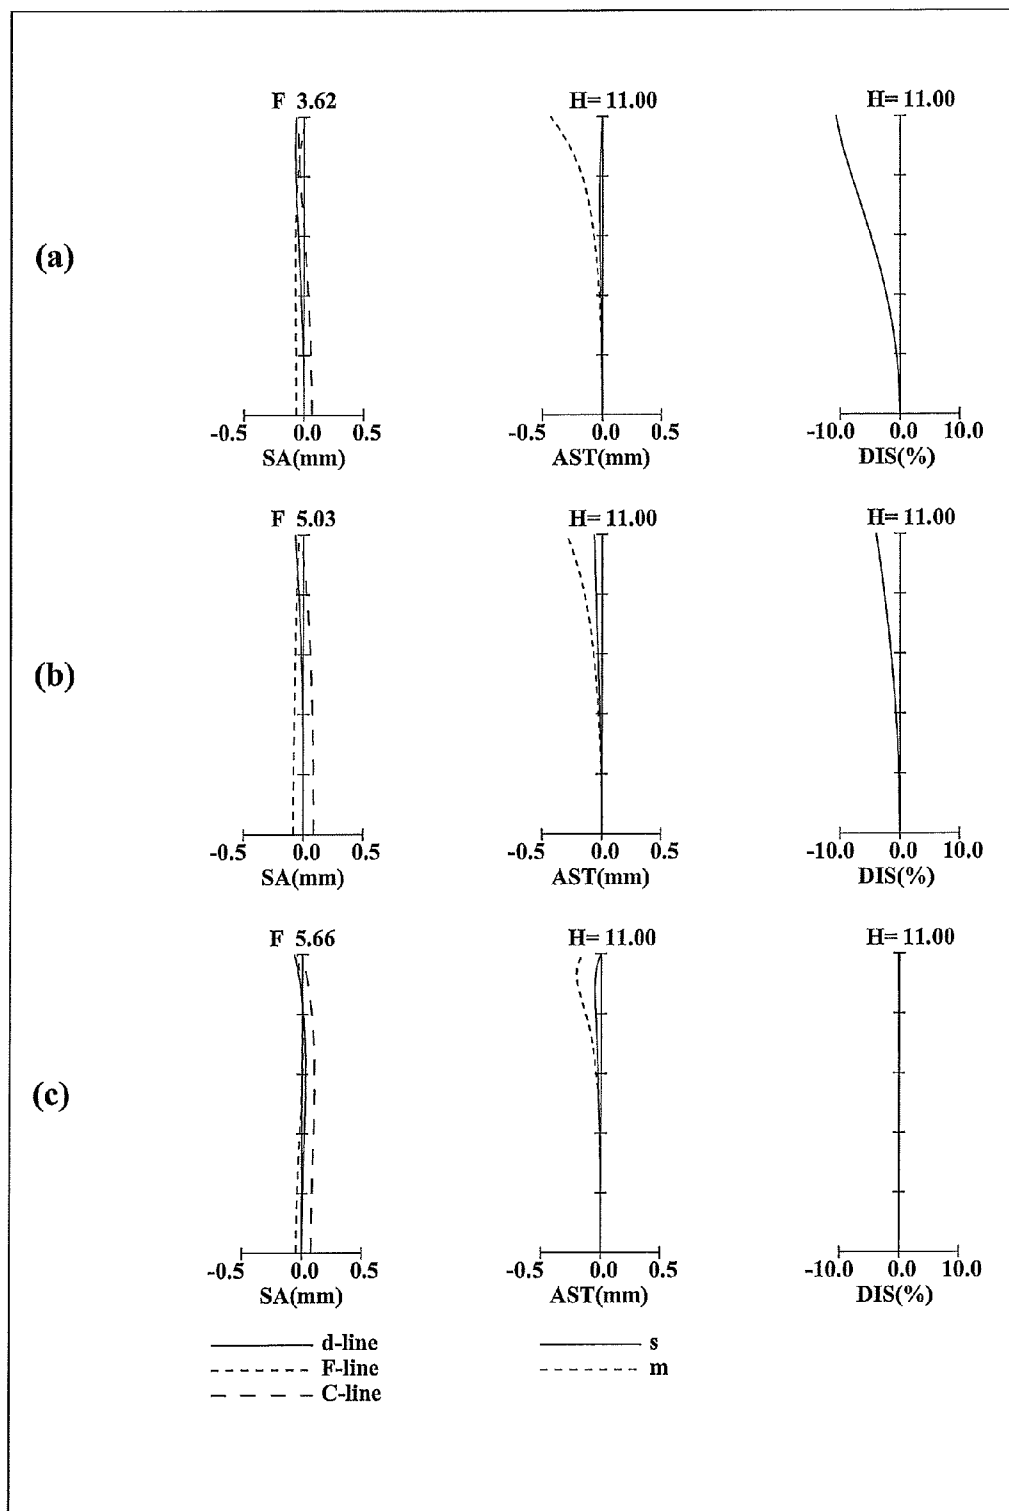 F 3.62
H= 11.00
H= 11.00
(a)
-0.5 0.0 0.5
SA(mm)
-0.5 0.0 0.5
AST(mm)
-10.0 0.0 10.0
DIS(%)
F 5.03
H= 11.00
H= 11.00
(b)
-0.5 0.0 0.5
SA(mm)
-0.5 0.0 0.5
AST(mm)
-10.0 0.0 10.0
DIS(%)
F 5.66
H= 11.00
H= 11.00
(c)
-0.5 0.0 0.5
SA(mm)
-0.5 0.0 0.5
AST(mm)
-10.0 0.0 10.0
DIS(%)
d-line
F-line
C-line
s
m